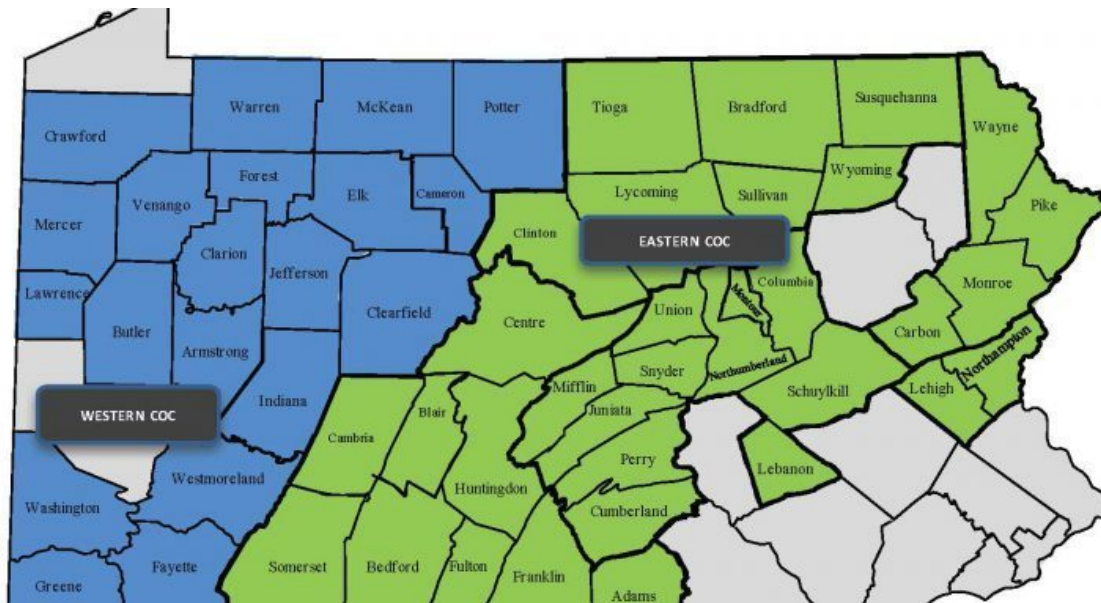 Warren
McKean
Potter
Tioga
Bradford
Susquehanna
Wayne
Crawford
Forest
Elk
Cameron
Lycoming
Sullivan
Wyoming
Pike
Mercer
Venango
Clarion
Jefferson
Clinton
EASTERN COC
Columbia
Monroe
Lawrence
Butler
Armstrong
Clearfield
Centre
Union
Montour
Carbon
Northampton
Indiana
Mifflin
Snyder
Northumberland
Schuylkill
Lehigh
WESTERN COC
Cambria
Blair
Juniata
Perry
Lebanon
Westmoreland
Huntingdon
Cumberland
Washington
Fayette
Greene
Somerset
Bedford
Fulton
Franklin
Adams